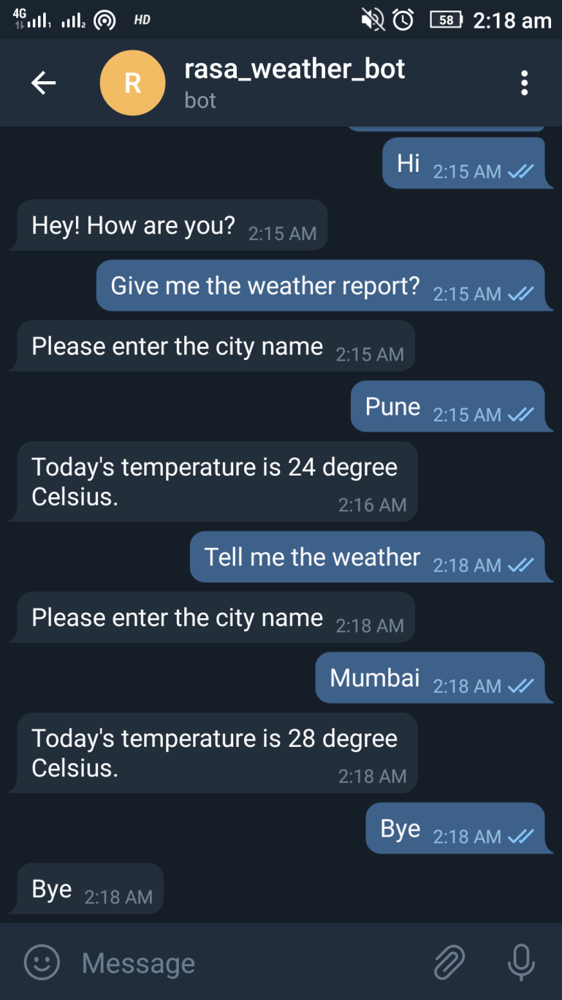 4G 1 2 HD 58 2:18 am
R
rasa_weather_bot
bot
Hi 2:15 AM
Hey! How are you? 2:15 AM
Give me the weather report? 2:15 AM
Please enter the city name 2:15 AM
Pune 2:15 AM
Today's temperature is 24 degree
Celsius. 2:16 AM
Tell me the weather 2:18 AM
Please enter the city name 2:18 AM
Mumbai 2:18 AM
Today's temperature is 28 degree
Celsius. 2:18 AM
Bye 2:18 AM
Bye 2:18 AM
Message